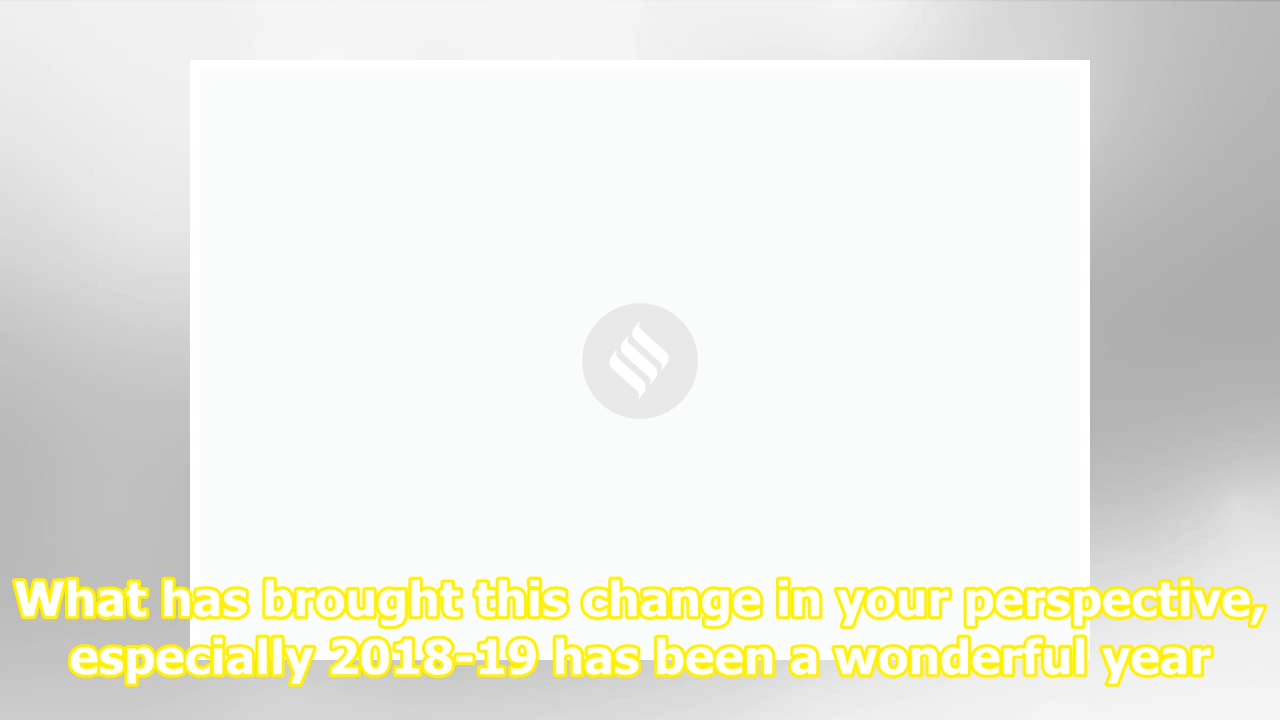 What has brought this change in your perspective,
especially 2018-19 has been a wonderful year